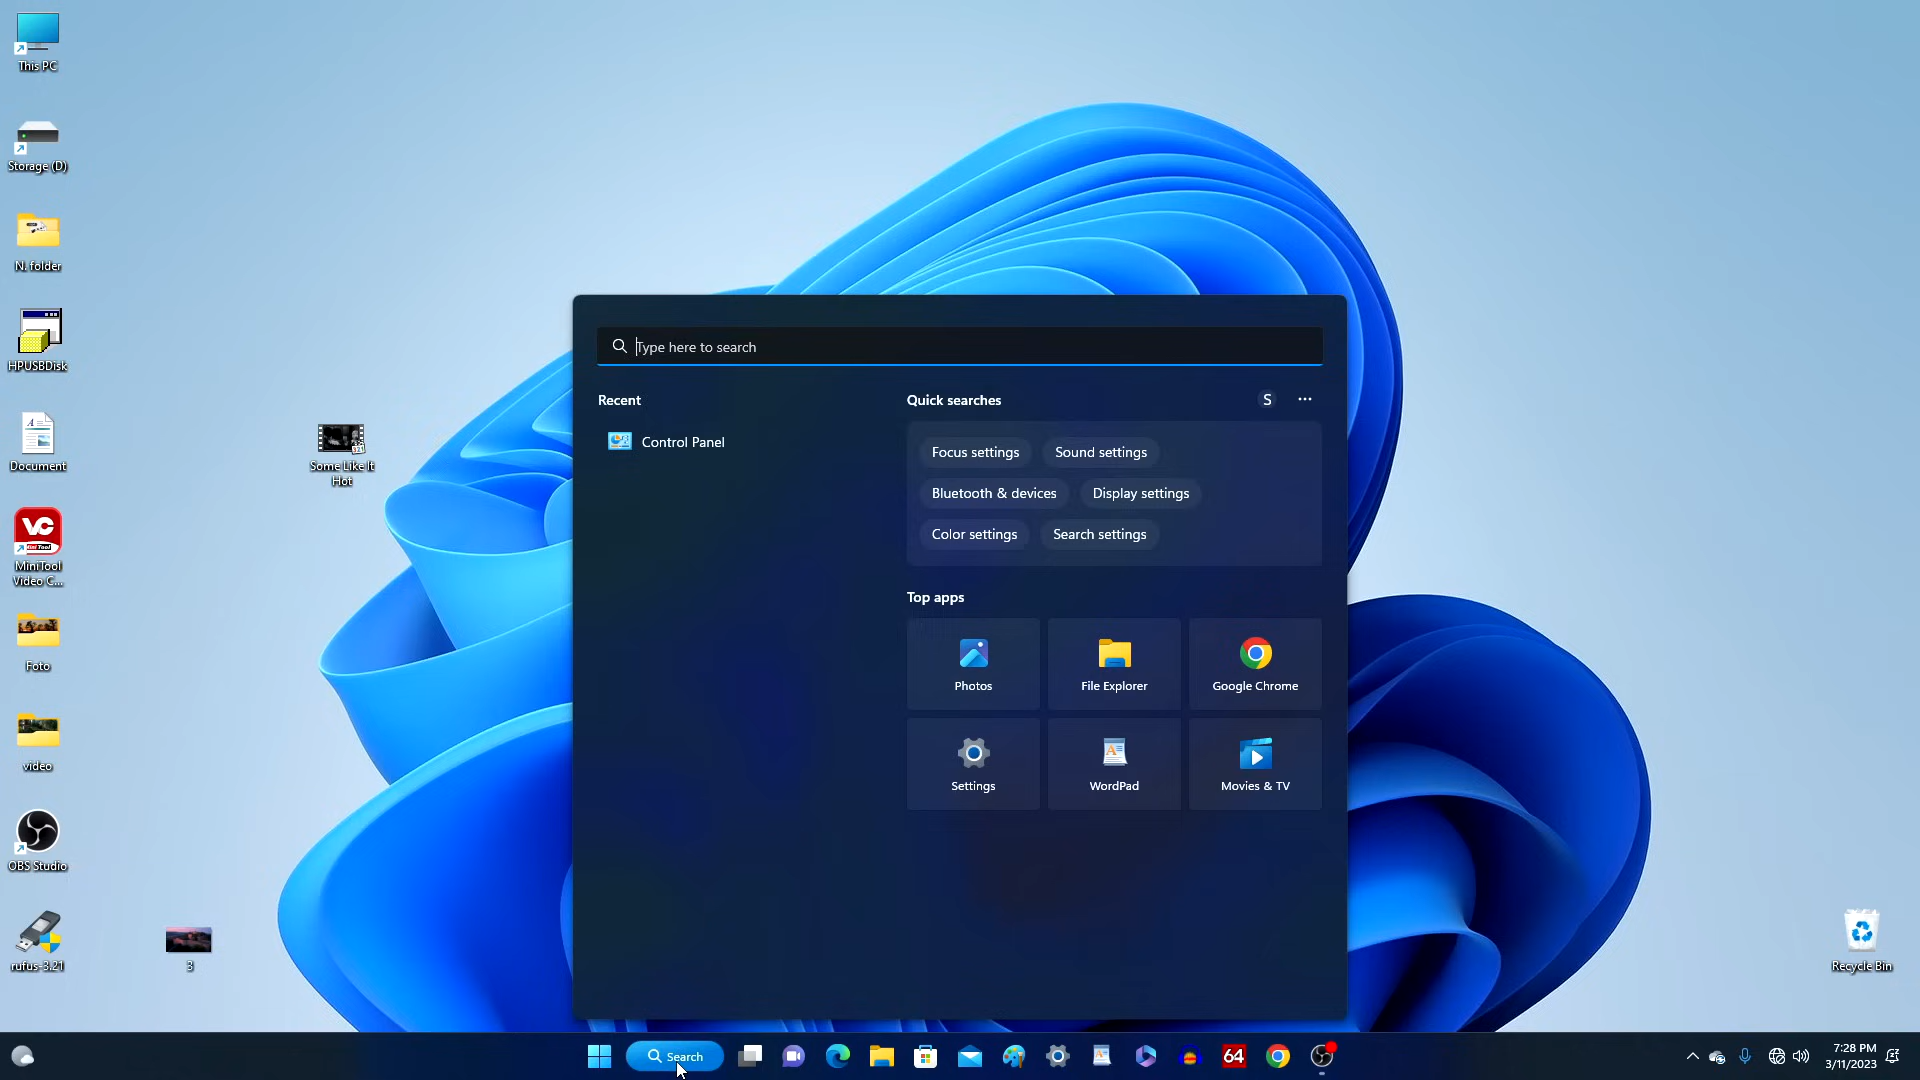 This PC
Storage (D)
N. folder
HPUSBDisk
Document
VC
MiniTool
Video C...
Foto
video
OBS Studio
rufus-3.21
Some Like It
Hot
3
Type here to search
Recent
Control Panel
Quick searches
S
Focus settings
Sound settings
Bluetooth & devices
Display settings
Color settings
Search settings
Top apps
Photos
File Explorer
Google Chrome
Settings
WordPad
Movies & TV
Recycle Bin
Search
64
7:28 PM
3/11/2023